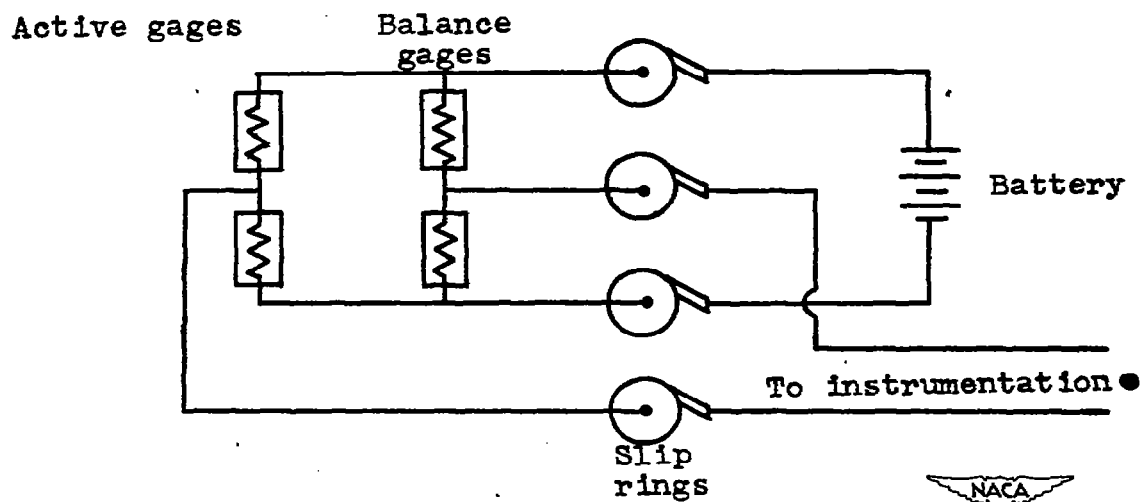 Active gages
Balance
gages
Battery
To instrumentation
Slip
rings
NACA